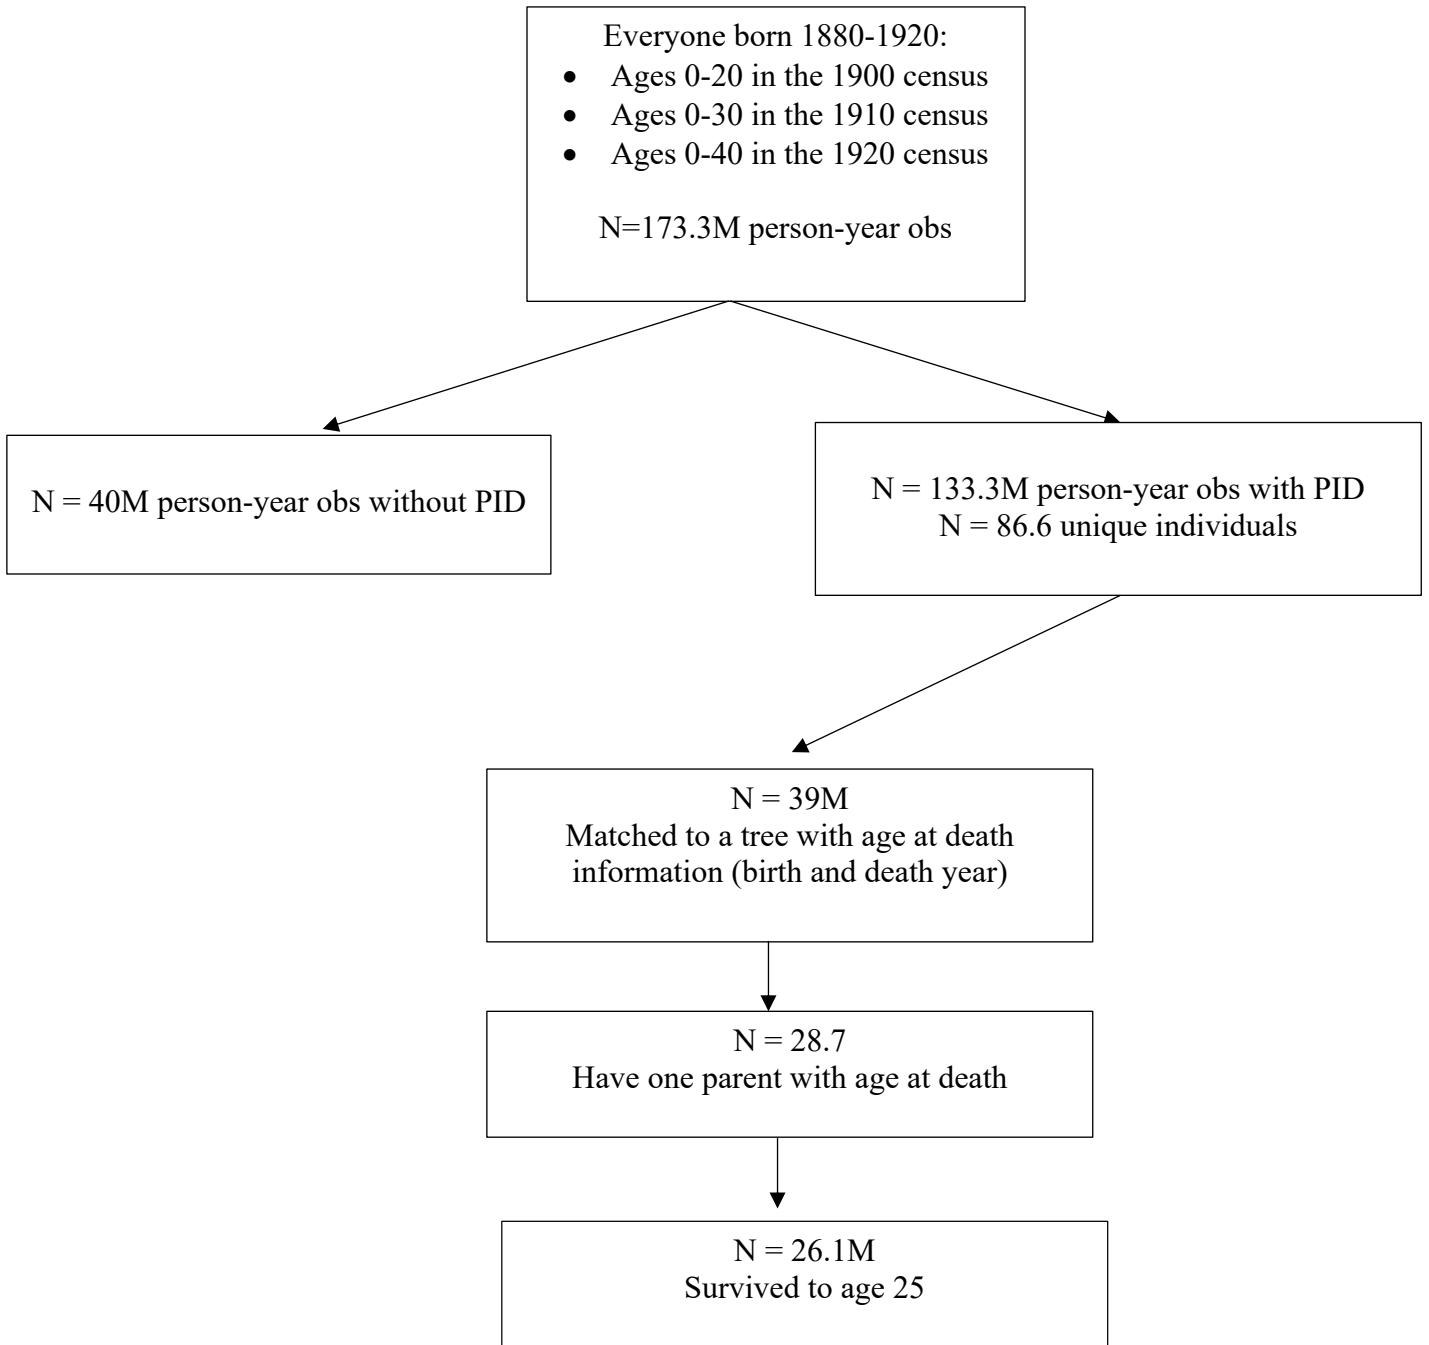 Everyone born 1880-1920:
• Ages 0-20 in the 1900 census
• Ages 0-30 in the 1910 census
• Ages 0-40 in the 1920 census
N=173.3M person-year obs
N = 40M person-year obs without PID
N = 133.3M person-year obs with PID
N = 86.6 unique individuals
N = 39M
Matched to a tree with age at death
information (birth and death year)
N = 28.7
Have one parent with age at death
N = 26.1M
Survived to age 25